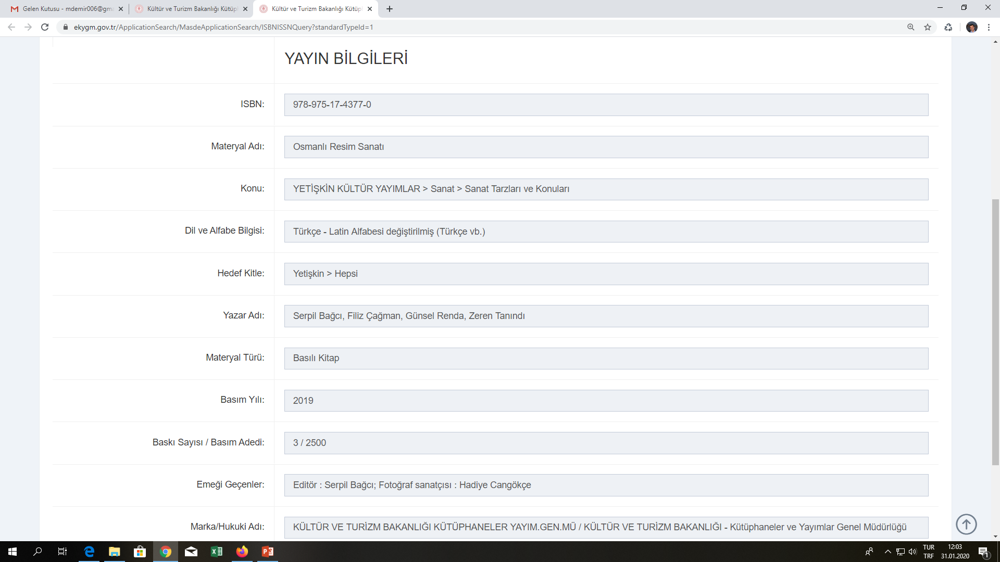 Gelen Kutusu - mdemir006@gma
Kültür ve Turizm Bakanlığı Kütüp
Kültür ve Turizm Bakanlığı Kütüp
ekygm.gov.tr/ApplicationSearch/MasdeApplicationSearch/ISBNISSNQuery?standardTypeId=1
YAYIN BİLGİLERİ
ISBN: 978-975-17-4377-0
Materyal Adı: Osmanlı Resim Sanatı
Konu: YETİŞKİN KÜLTÜR YAYIMLAR > Sanat > Sanat Tarzları ve Konuları
Dil ve Alfabe Bilgisi: Türkçe - Latin Alfabesi değiştirilmiş (Türkçe vb.)
Hedef Kitle: Yetişkin > Hepsi
Yazar Adı: Serpil Bağcı, Filiz Çağman, Günsel Renda, Zeren Tanındı
Materyal Türü: Basılı Kitap
Basım Yılı: 2019
Baskı Sayısı / Basım Adedi: 3 / 2500
Emeği Geçenler: Editör : Serpil Bağcı; Fotoğraf sanatçısı : Hadiye Cangökçe
Marka/Hukuki Adı: KÜLTÜR VE TURİZM BAKANLIĞI KÜTÜPHANELER YAYIM.GEN.MÜ / KÜLTÜR VE TURİZM BAKANLIĞI - Kütüphaneler ve Yayımlar Genel Müdürlüğü
TUR
TRF
12:03
31.01.2020
1